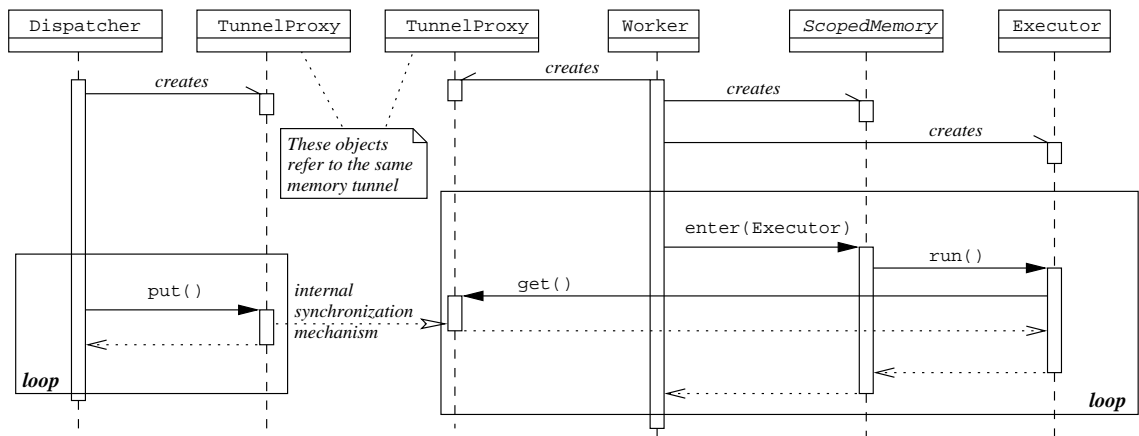 Dispatcher
TunnelProxy
TunnelProxy
Worker
ScopedMemory
Executor
creates
creates
creates
creates
These objects
refer to the same
memory tunnel
enter(Executor)
run()
get()
put()
internal
synchronization
mechanism
loop
loop